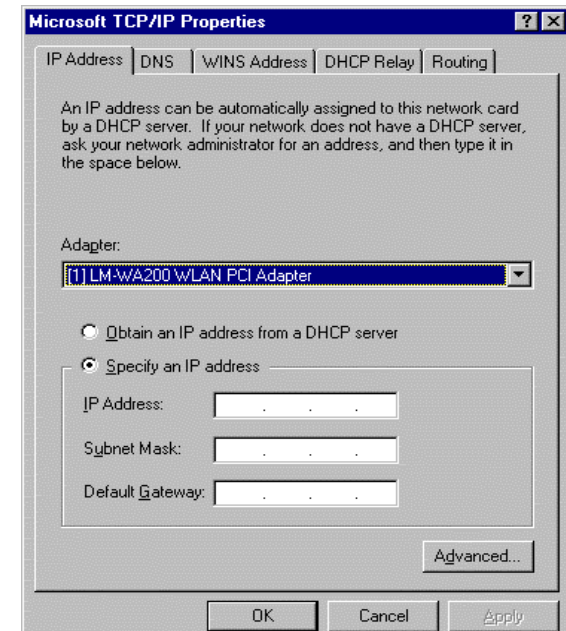 Microsoft TCP/IP Properties
IP Address DNS WINS Address DHCP Relay Routing
An IP address can be automatically assigned to this network card
by a DHCP server. If your network does not have a DHCP server,
ask your network administrator for an address, and then type it in
the space below.
Adapter:
[1] LM-WA200 WLAN PCI Adapter
Obtain an IP address from a DHCP server
Specify an IP address
IP Address:
Subnet Mask:
Default Gateway:
Advanced...
OK Cancel Apply